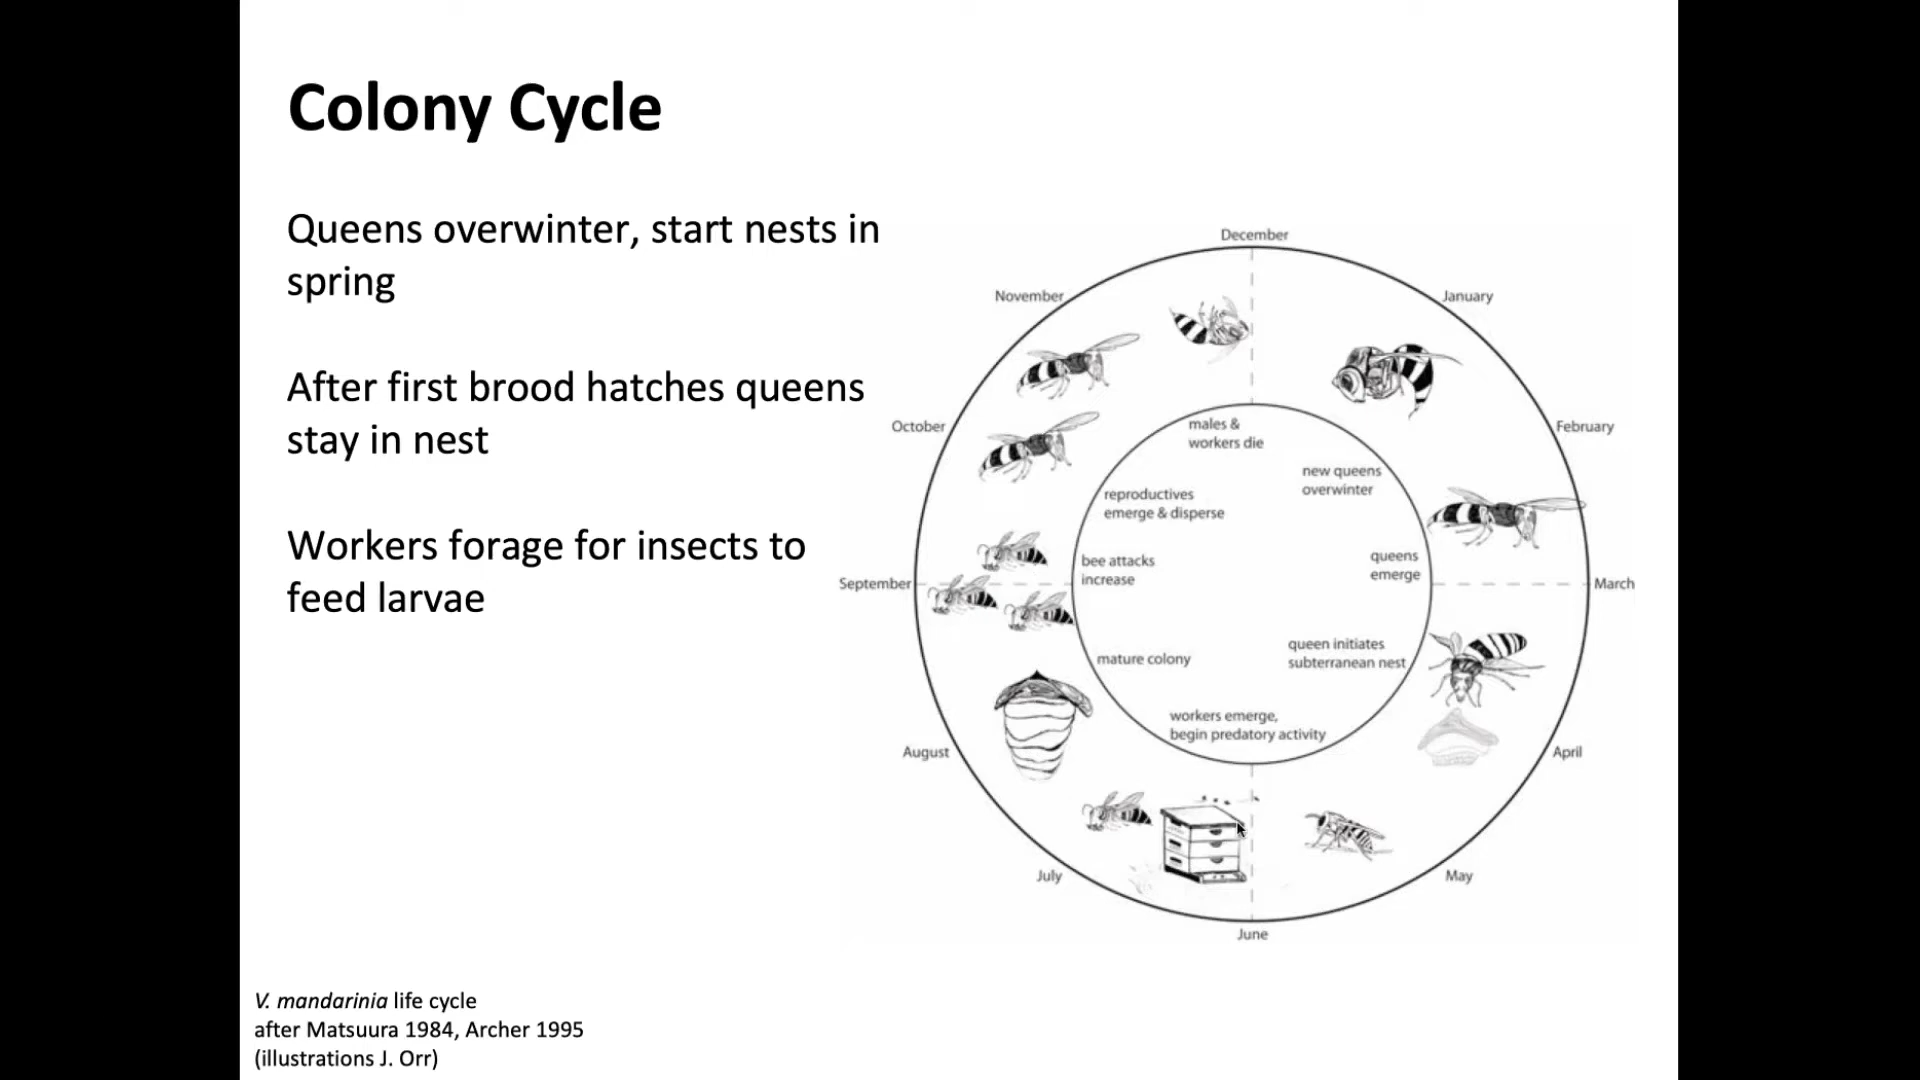 Colony Cycle
Queens overwinter, start nests in
spring
After first brood hatches queens
stay in nest
Workers forage for insects to
feed larvae
December
January
February
March
April
May
June
July
August
September
October
November
males &
workers die
new queens
overwinter
queens
emerge
queen initiates
subterranean nest
workers emerge,
begin predatory activity
mature colony
bee attacks
increase
reproductives
emerge & disperse
V. mandarinia life cycle
after Matsuura 1984, Archer 1995
(illustrations J. Orr)